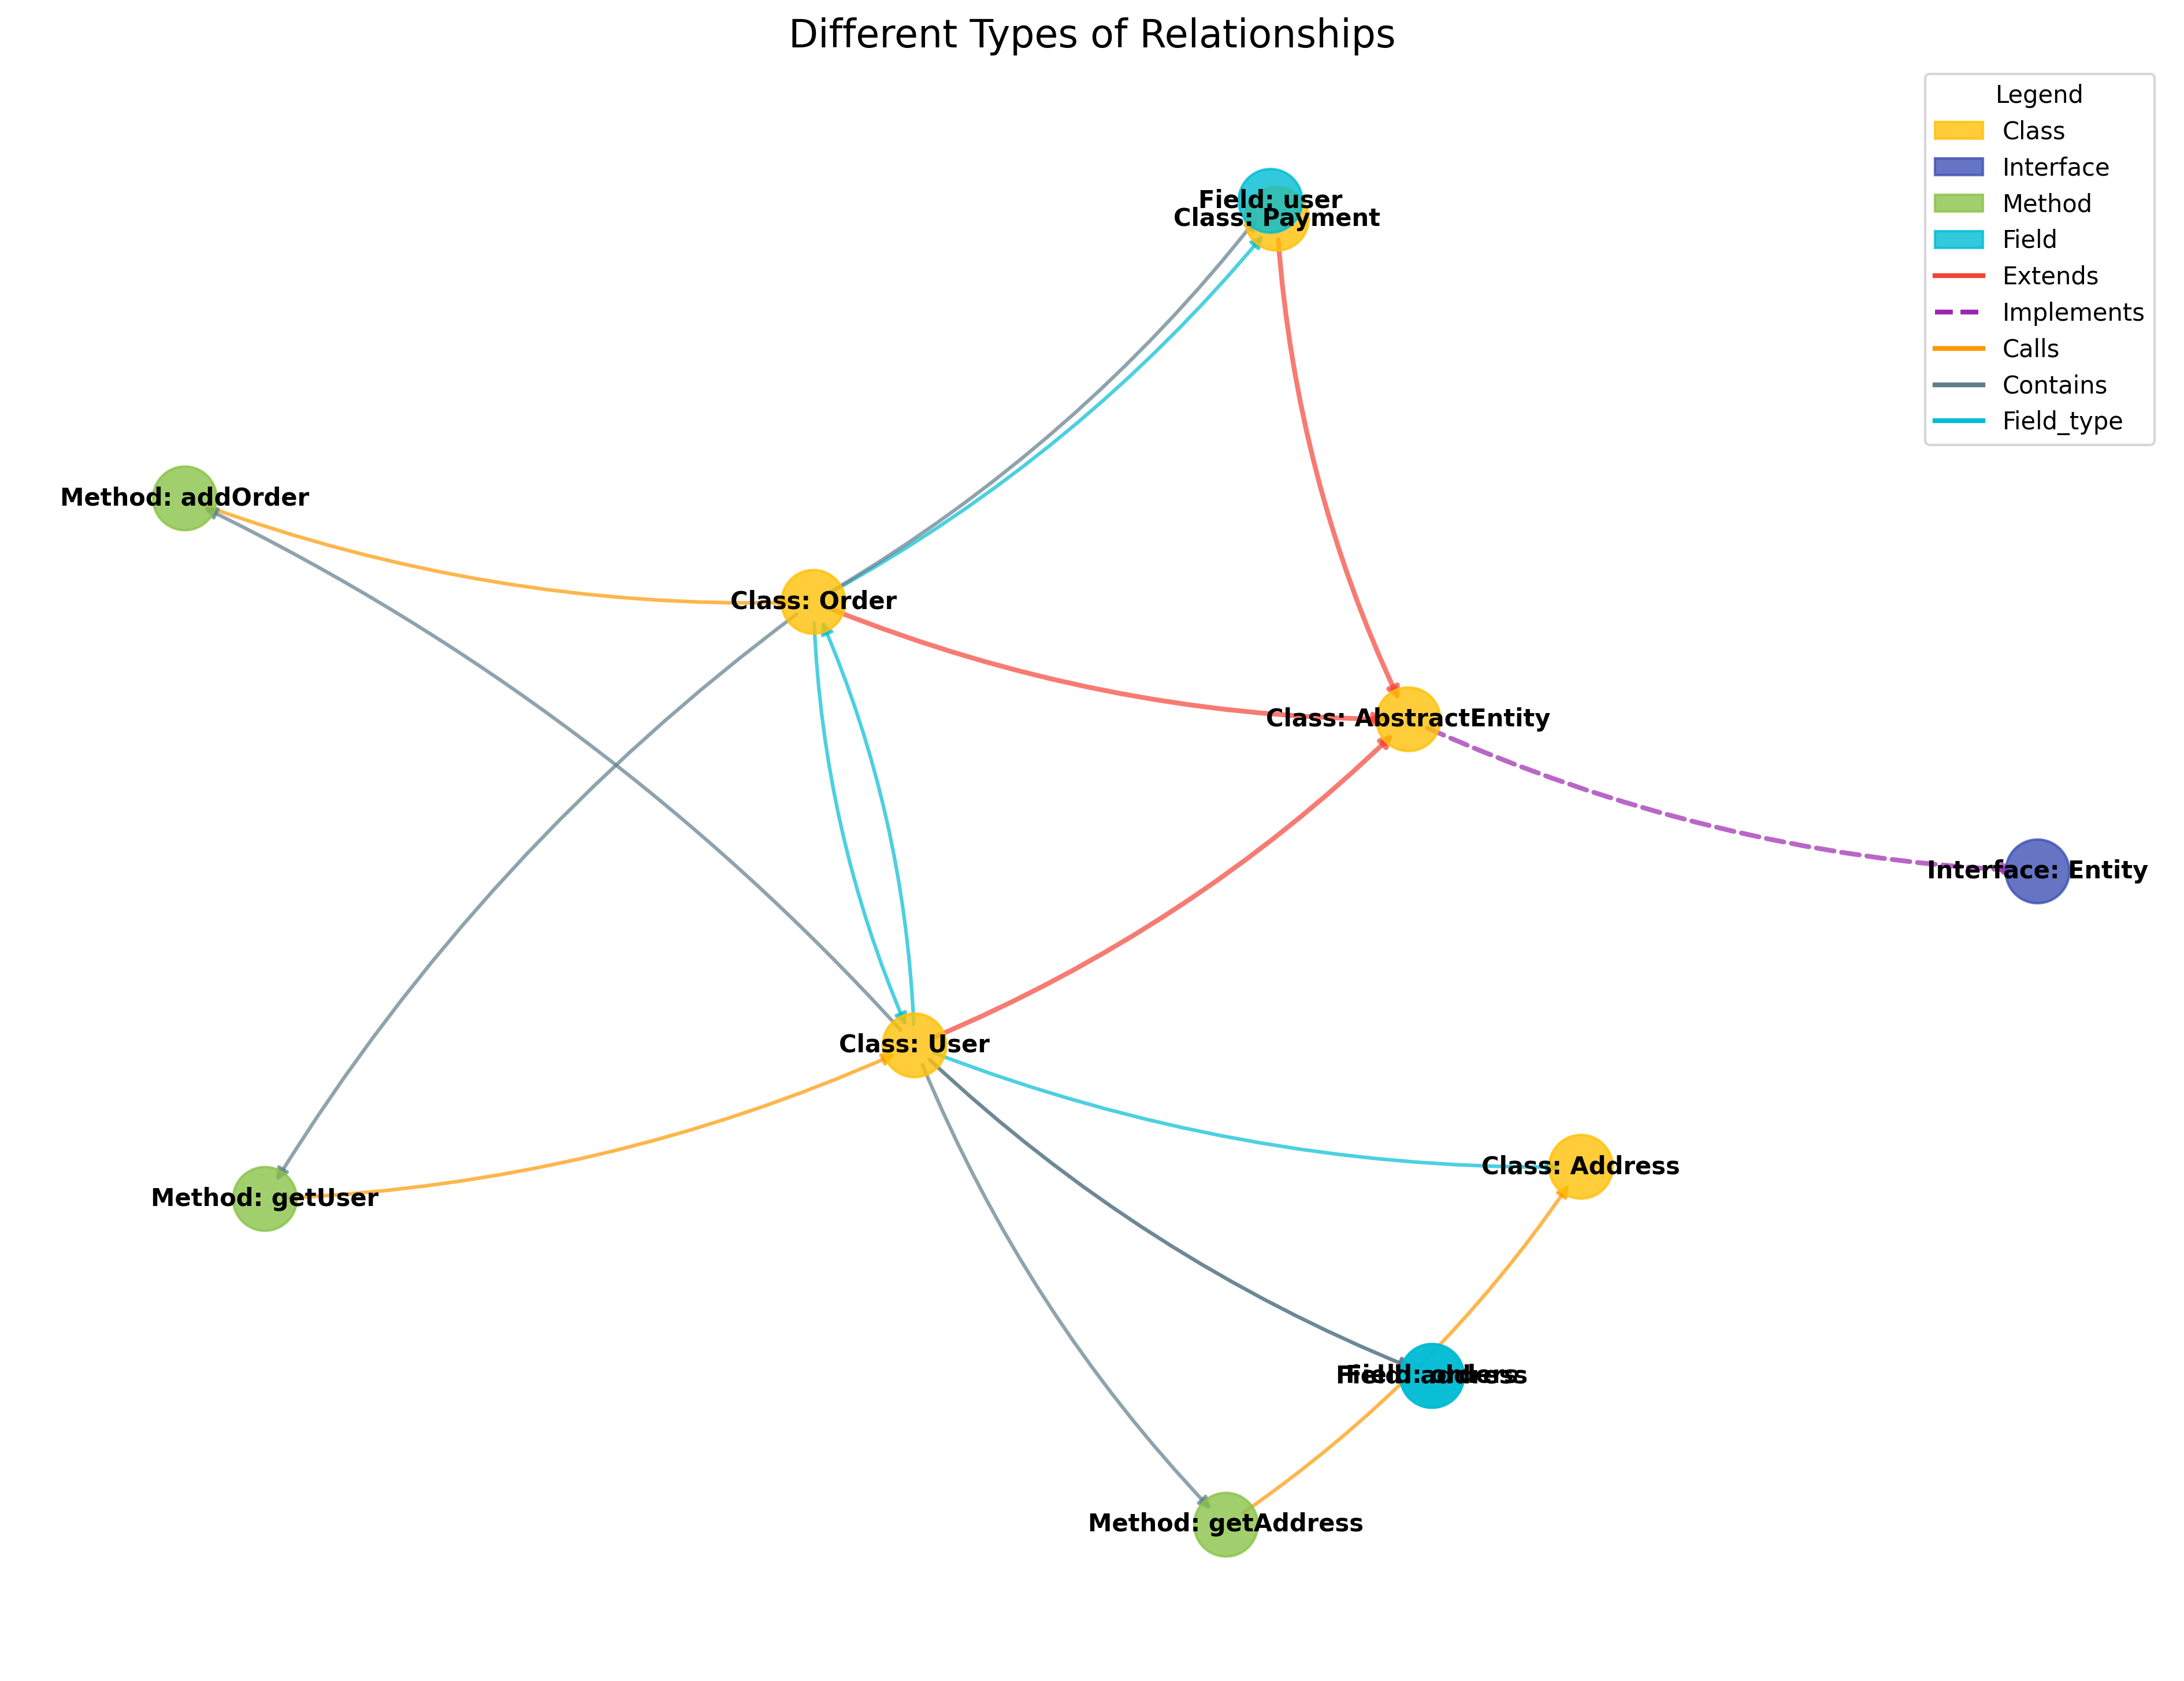 Different Types of Relationships
Legend
Class
Interface
Method
Field
Extends
Implements
Calls
Contains
Field_type
Field: user
Class: Payment
Method: addOrder
Class: Order
Class: AbstractEntity
Interface: Entity
Class: User
Class: Address
Method: getUser
Field: orders
Field: address
Method: getAddress